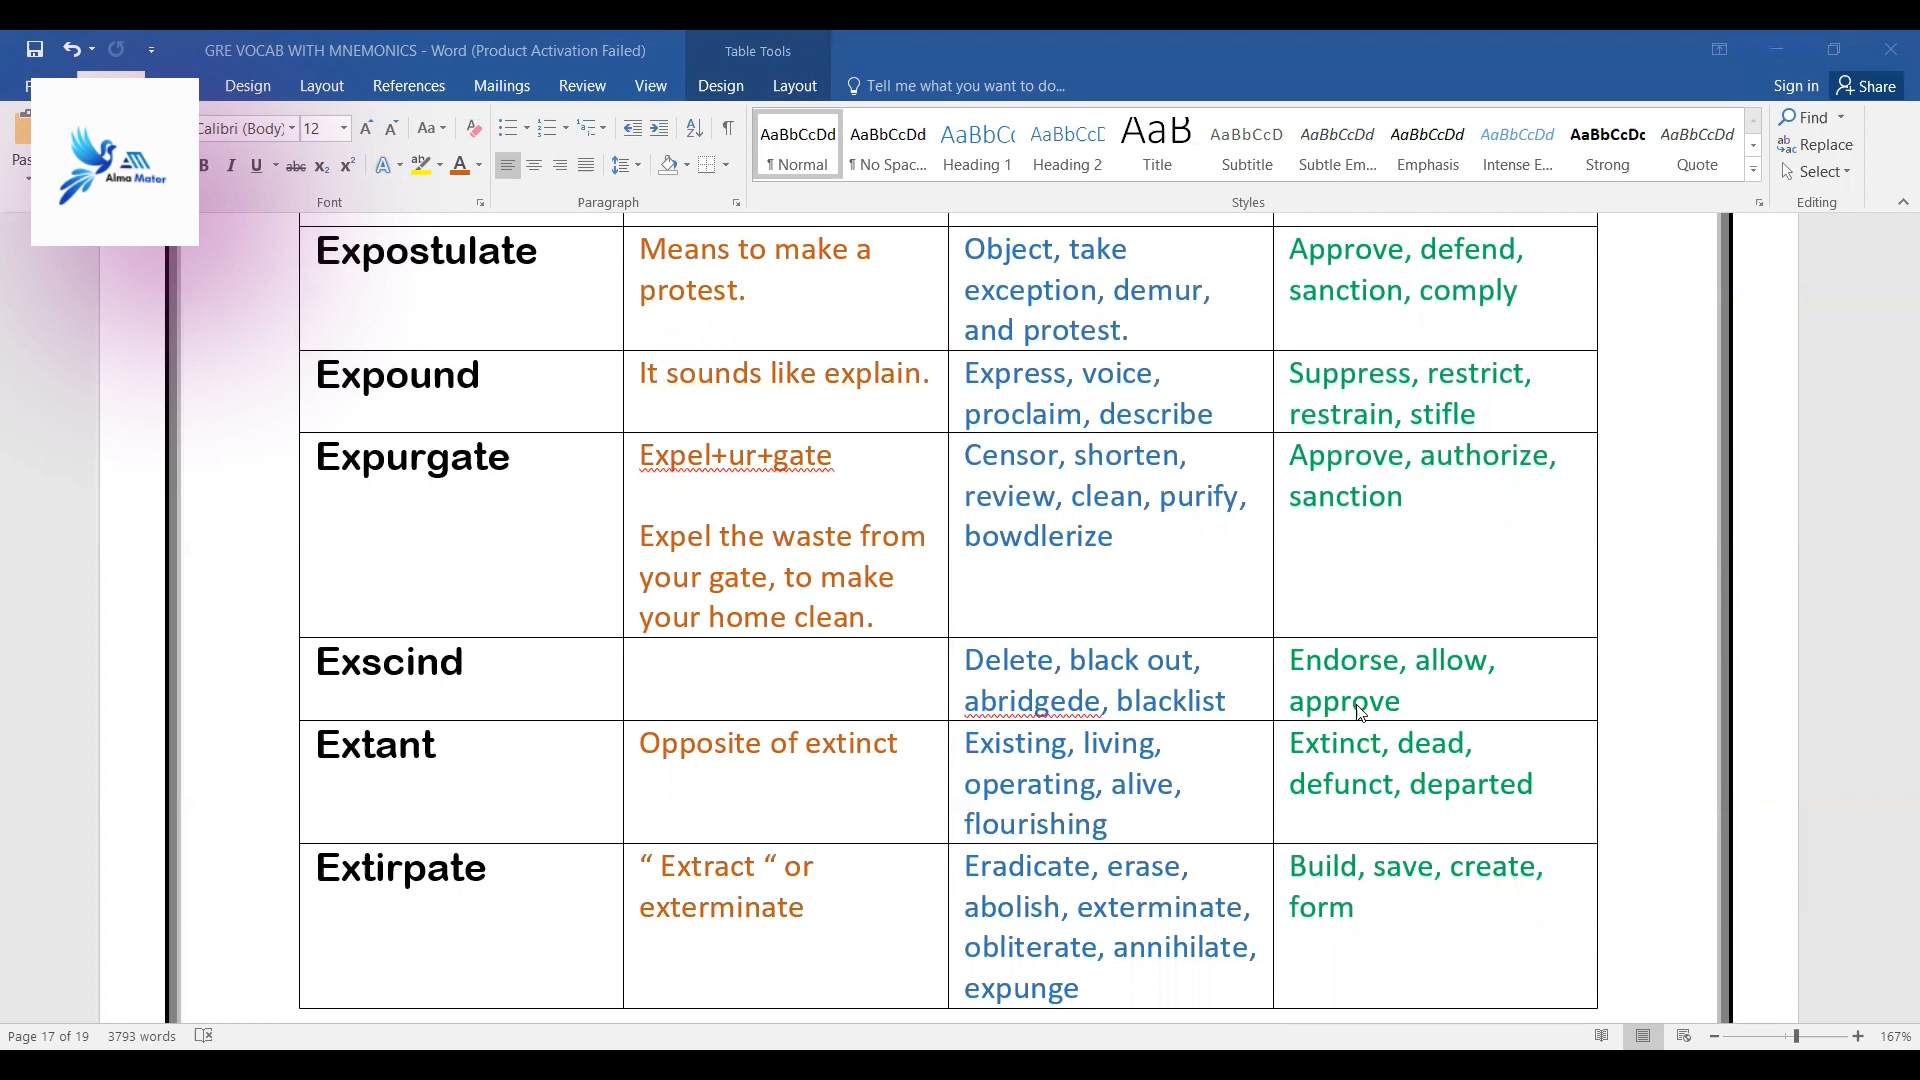 GRE VOCAB WITH MNEMONICS - Word (Product Activation Failed)
Table Tools
Design Layout References Mailings Review View Design Layout Tell me what you want to do... Sign in Share
Calibri (Body) 12 Aa
AaBbCcDd AaBbCcDd AaBbC AaBbCcE AaB AaBbCcD AaBbCcDd AaBbCcDd AaBbCcDd AaBbCcDc AaBbCcDd
¶ Normal ¶ No Spac... Heading 1 Heading 2 Title Subtitle Subtle Em... Emphasis Intense E... Strong Quote
Find
Replace
Select
B I U abc X₂ X² A ab A
Font Paragraph Styles Editing
Alma Mator
Expostulate
Means to make a
protest.
Object, take
exception, demur,
and protest.
Approve, defend,
sanction, comply
Expound
It sounds like explain.
Express, voice,
proclaim, describe
Suppress, restrict,
restrain, stifle
Expurgate
Expel+ur+gate
Expel the waste from
your gate, to make
your home clean.
Censor, shorten,
review, clean, purify,
bowdlerize
Approve, authorize,
sanction
Exscind
Delete, black out,
abridgede, blacklist
Endorse, allow,
approve
Extant
Opposite of extinct
Existing, living,
operating, alive,
flourishing
Extinct, dead,
defunct, departed
Extirpate
“ Extract “ or
exterminate
Eradicate, erase,
abolish, exterminate,
obliterate, annihilate,
expunge
Build, save, create,
form
Page 17 of 19 3793 words 167%